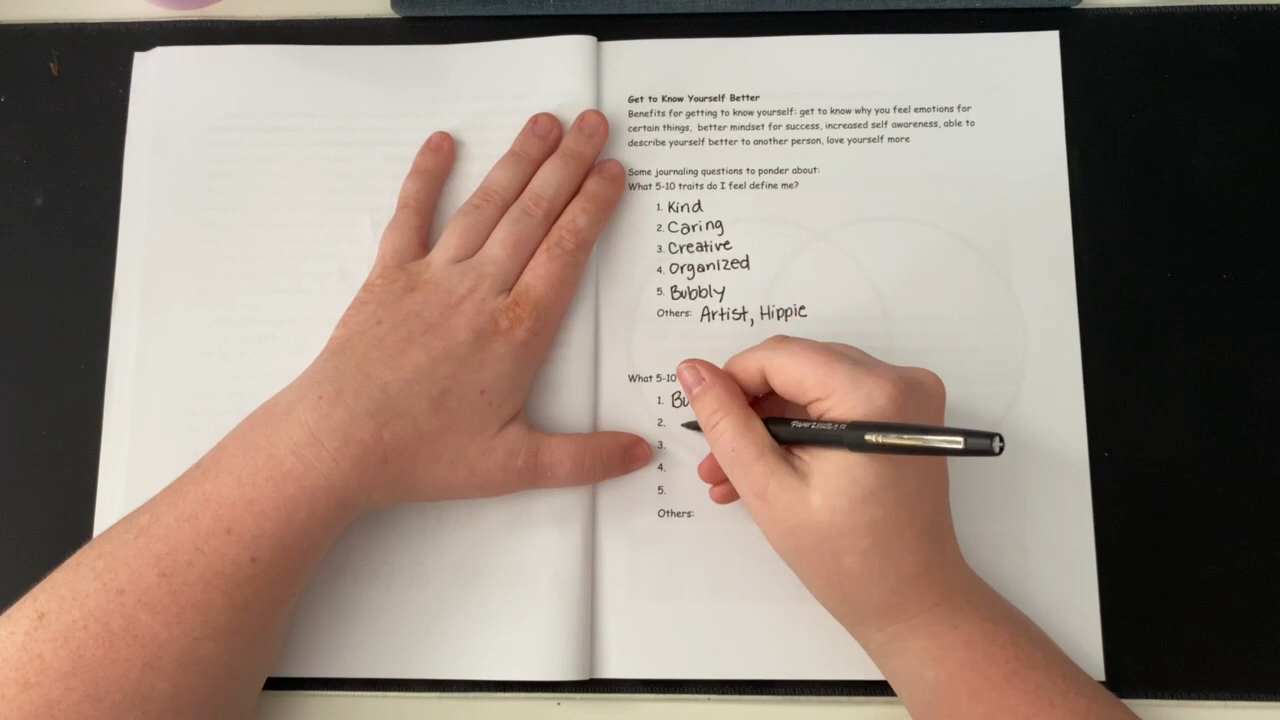 Get to Know Yourself Better
Benefits for getting to know yourself: get to know why you feel emotions for
certain things, better mindset for success, increased self awareness, able to
describe yourself better to another person, love yourself more
Some journaling questions to ponder about:
What 5-10 traits do I feel define me?
1. Kind
2. Caring
3. Creative
4. Organized
5. Bubbly
Others: Artist, Hippie
What 5-10
1. Bu
2.
3.
4.
5.
Others: